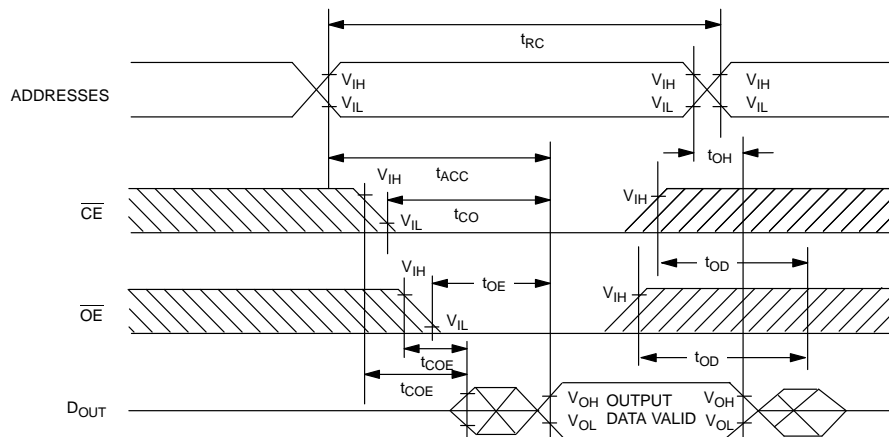 tRC
ADDRESSES
VIH
VIL
VIH
VIL
VIH
VIL
tOH
tACC
CE
VIH
VIL
tCO
VIH
tOD
OE
VIH
VIL
tOE
VIH
tOD
tCOE
tCOE
DOUT
VOH
VOL
OUTPUT
DATA VALID
VOH
VOL